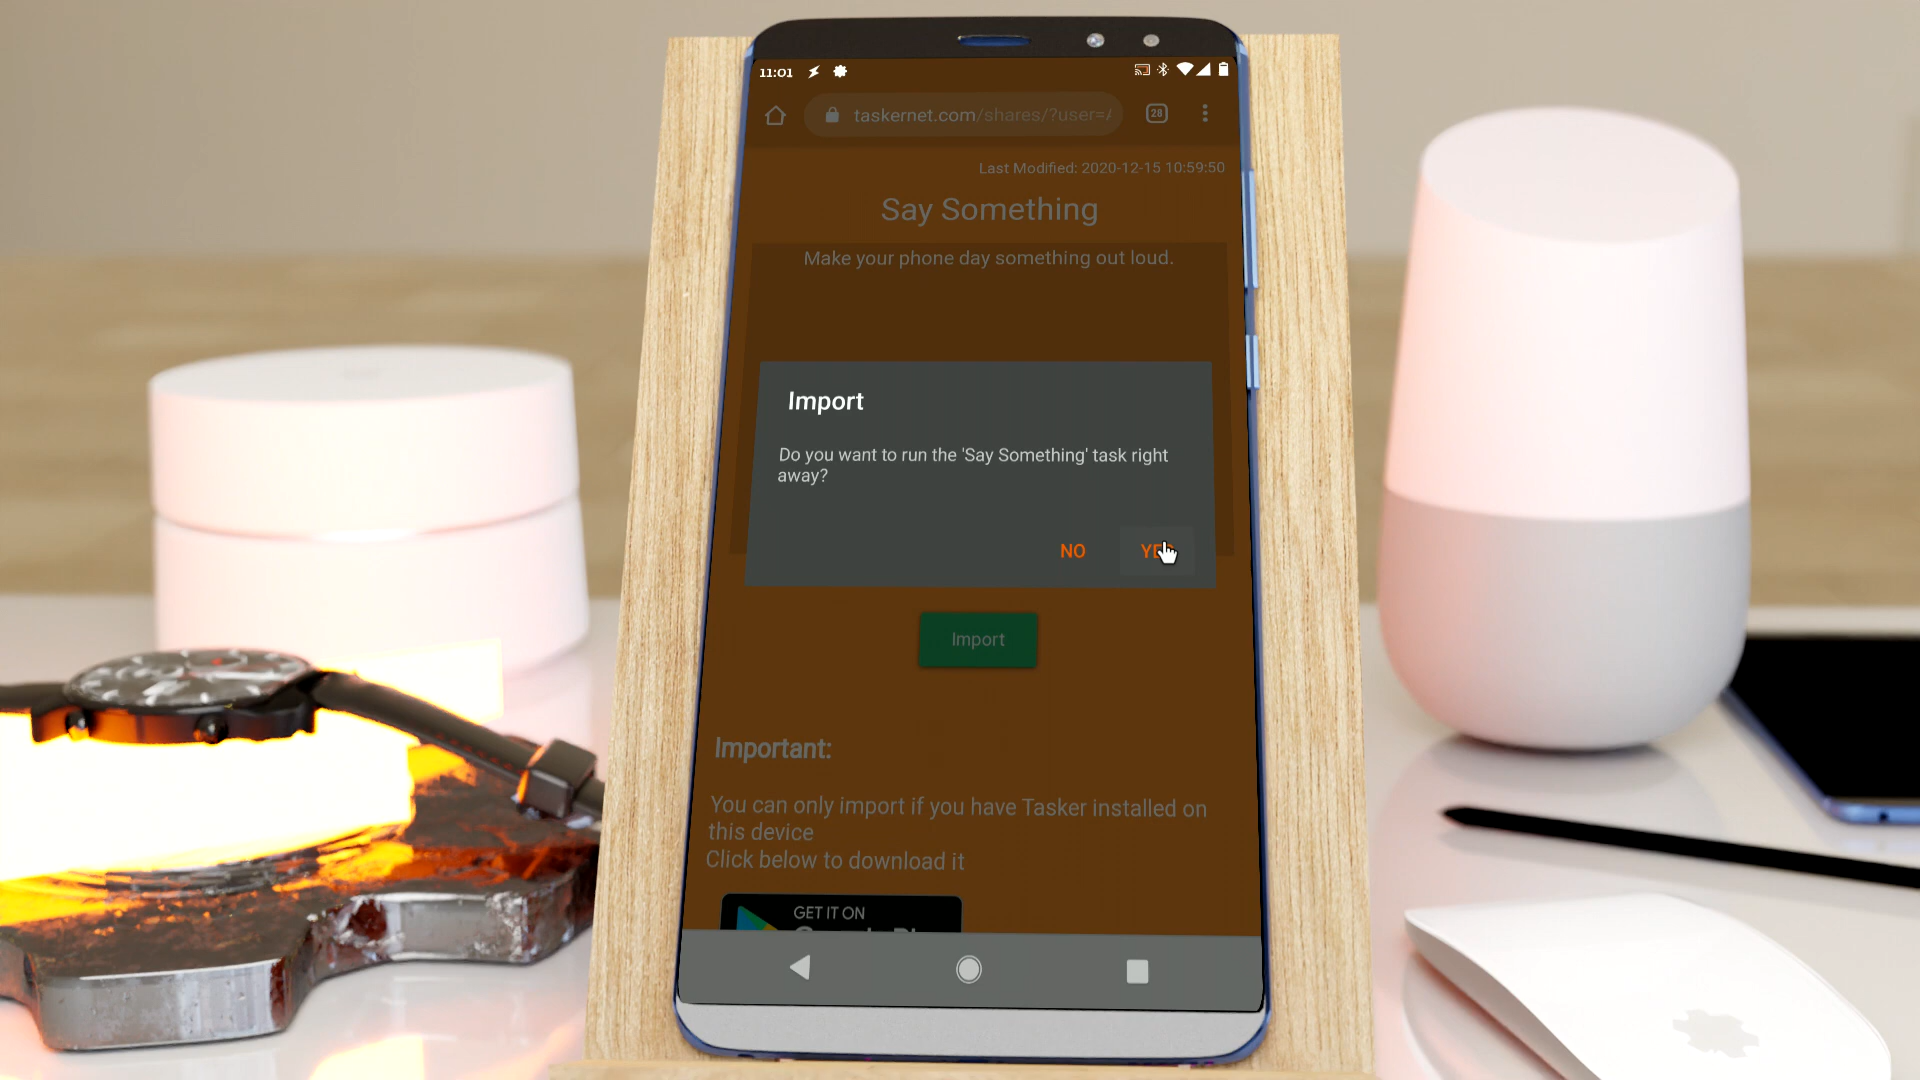 11:01
taskernet.com/shares/?user=
28
Last Modified: 2020-12-15 10:59:50
Say Something
Make your phone day something out loud.
Import
Do you want to run the 'Say Something' task right
away?
NO YES
Import
Important:
You can only import if you have Tasker installed on
this device
Click below to download it
GET IT ON